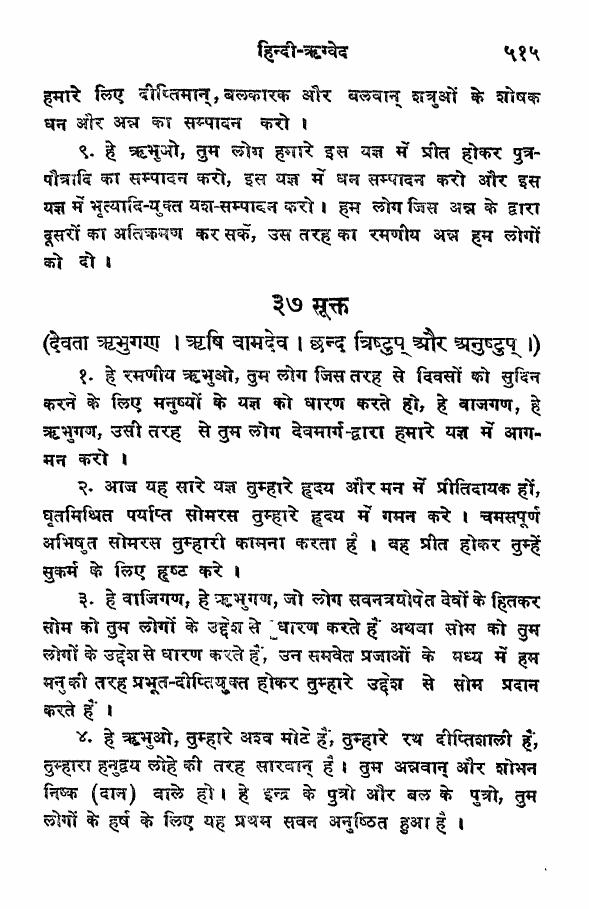 हिन्दी-ऋग्वेद ५१५
हमारे लिए दीप्तिमान्, बलकारक और बलवान् शत्रुओं के शोषक
धन और अन्न का सम्पादन करो ।
९. हे ऋभुओ, तुम लोग हमारे इस यज्ञ में प्रीत होकर पुत्र-
पौत्रादि का सम्पादन करो, इस यज्ञ में धन सम्पादन करो और इस
यज्ञ में भृत्यादि-युक्त यश-सम्पादन करो । हम लोग जिस अन्न के द्वारा
दूसरों का अतिक्रमण कर सकें, उस तरह का रमणीय अन्न हम लोगों
को दो ।
३७ सूक्त
(देवता ऋभुगण । ऋषि वामदेव । छन्द त्रिष्टुप् और अनुष्टुप् ।)
१. हे रमणीय ऋभुओ, तुम लोग जिस तरह से दिवसों को सुदिन
करने के लिए मनुष्यों के यज्ञ को धारण करते हो, हे वाजगण, हे
ऋभुगण, उसी तरह से तुम लोग देवमार्ग-द्वारा हमारे यज्ञ में आग-
मन करो ।
२. आज यह सारे यज्ञ तुम्हारे हृदय और मन में प्रीतिदायक हों,
घृतमिश्रित पर्याप्त सोमरस तुम्हारे हृदय में गमन करे । चमसपूर्ण
अभिषुत सोमरस तुम्हारी कामना करता है । वह प्रीत होकर तुम्हें
सुकर्म के लिए हृष्ट करे ।
३. हे वाजिगण, हे ऋभुगण, जो लोग सवनत्रयोपेत देवों के हितकर
सोम को तुम लोगों के उद्देश से धारण करते हैं अथवा सोम को तुम
लोगों के उद्देश से धारण करते हैं, उन समवेत प्रजाओं के मध्य में हम
मनु की तरह प्रभूत-दीप्तियुक्त होकर तुम्हारे उद्देश से सोम प्रदान
करते हैं ।
४. हे ऋभुओ, तुम्हारे अश्व मोटे हैं, तुम्हारे रथ दीप्तिशाली हैं,
तुम्हारा हनुद्वय लोहे की तरह सारवान् है । तुम अन्नवान् और शोभन
निष्क (दान) वाले हो । हे इन्द्र के पुत्रो और बल के पुत्रो, तुम
लोगों के हर्ष के लिए यह प्रथम सवन अनुष्ठित हुआ है ।